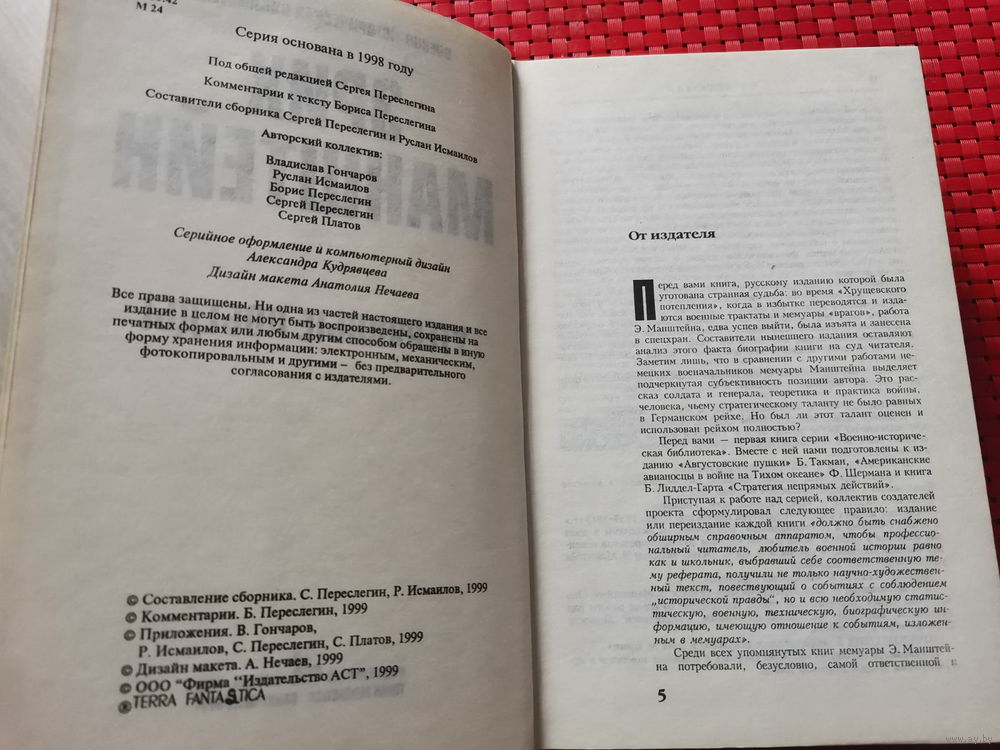 М 24
Серия основана в 1998 году
Под общей редакцией Сергея Переслегина
Комментарии к тексту Бориса Переслегина
Составители сборника Сергей Переслегин и Руслан Исмаилов
Авторский коллектив:
Владислав Гончаров
Руслан Исмаилов
Борис Переслегин
Сергей Переслегин
Сергей Платов
Серийное оформление и компьютерный дизайн
Александра Кудрявцева
Дизайн макета Анатолия Нечаева
Все права защищены. Ни одна из частей настоящего издания и все
издание в целом не могут быть воспроизведены, сохранены на
печатных формах или любым другим способом обращены в иную
форму хранения информации: электронным, механическим,
фотокопировальным и другими – без предварительного
согласования с издателями.
© Составление сборника. С. Переслегин, Р. Исмаилов, 1999
© Комментарии. Б. Переслегин, 1999
© Приложения. В. Гончаров,
Р. Исмаилов, С. Переслегин, С. Платов, 1999
© Дизайн макета. А. Нечаев, 1999
© ООО "Фирма "Издательство АСТ", 1999
® TERRA FANTASTICA
От издателя
Перед вами книга, русскому изданию которой была
уготована странная судьба: во время «Хрущевского
потепления», когда в избытке переводятся и изда-
ются военные трактаты и мемуары «врагов», работа
Э. Манштейна, едва успев выйти, была изъята и занесена
в спецхран. Составители нынешнего издания оставляют
анализ этого факта биографии книги на суд читателя.
Заметим лишь, что в сравнении с другими работами не-
мецких военачальников мемуары Манштейна выделяет
подчеркнутая субъективность позиции автора. Это рас-
сказ солдата и генерала, теоретика и практика войны,
человека, чьему стратегическому таланту не было равных
в Германском рейхе. Но был ли этот талант оценен и
использован рейхом полностью?
Перед вами – первая книга серии «Военно-историче-
ская библиотека». Вместе с ней нами подготовлены к из-
данию «Августовские пушки» Б. Такман, «Американские
авианосцы в войне на Тихом океане» Ф. Шермана и книга
Б. Лиддел-Гарта «Стратегия непрямых действий».
Приступая к работе над серией, коллектив создателей
проекта сформулировал следующее правило: издание
или переиздание каждой книги «должно быть снабжено
обширным справочным аппаратом, чтобы профессио-
нальный читатель, любитель военной истории равно
как и школьник, выбравший себе соответственную те-
му реферата, получили не только научно-художествен-
ный текст, повествующий о событиях с соблюдением
„исторической правды", но и всю необходимую статис-
тическую, военную, техническую, биографическую ин-
формацию, имеющую отношение к событиям, изложен-
ным в мемуарах».
Среди всех упомянутых книг мемуары Э. Манштей-
на потребовали, безусловно, самой ответственной и
5
www.ay.by